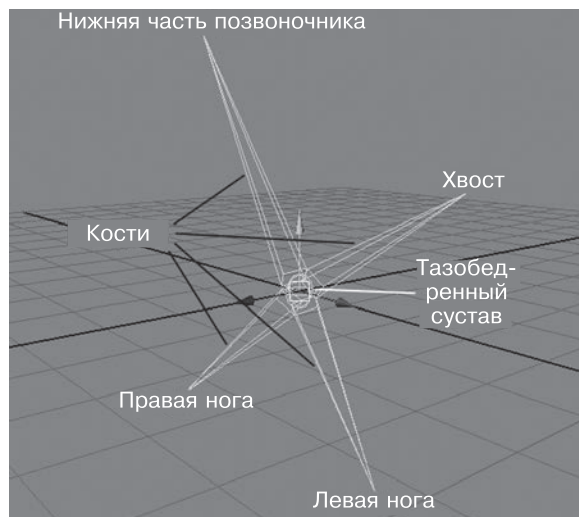 Нижняя часть позвоночника
Хвост
Кости
Тазобед-
ренный
сустав
Правая нога
Левая нога